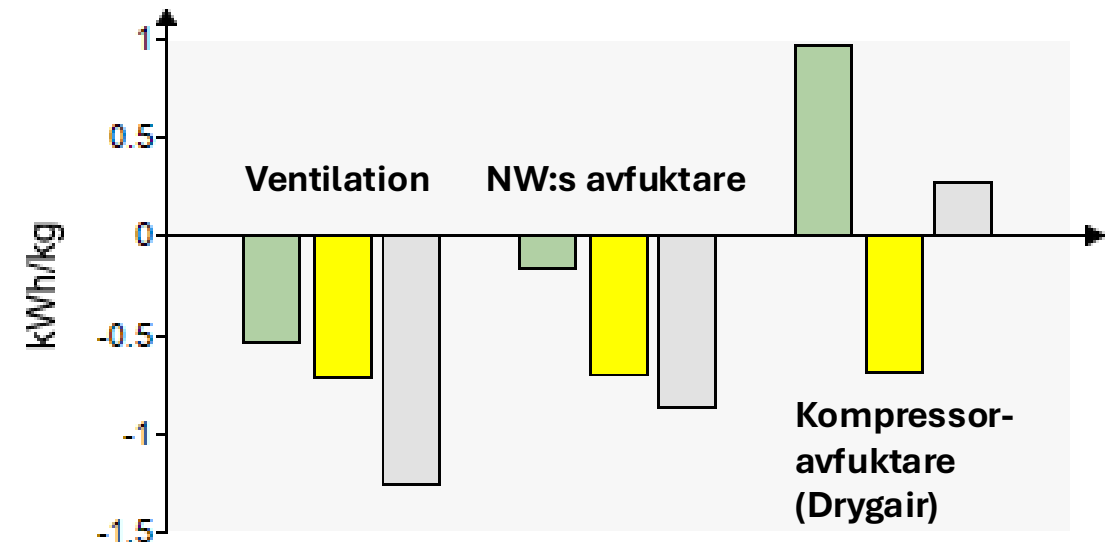 1
0.5
Ventilation
NW:s avfuktare
0
kWh/kg
-0.5
-1
Kompressor-
avfuktare
(Drygair)
-1.5